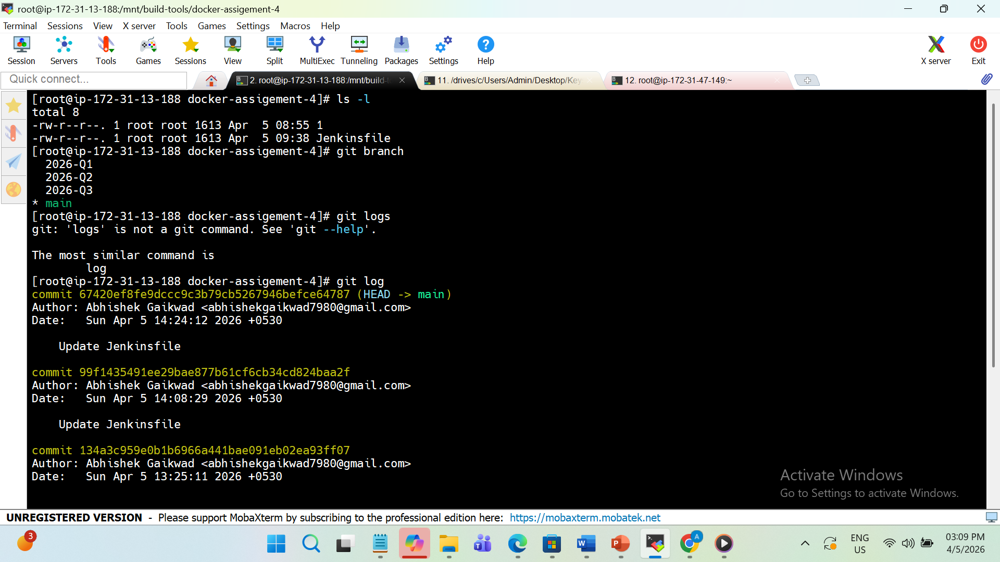 root@ip-172-31-13-188:/mnt/build-tools/docker-assigement-4
Terminal Sessions View X server Tools Games Settings Macros Help
Session Servers Tools Games Sessions View Split MultiExec Tunneling Packages Settings Help X server Exit
Quick connect...
2. root@ip-172-31-13-188:/mnt/build-to
11. /drives/c/Users/Admin/Desktop/Key
12. root@ip-172-31-47-149:~
[root@ip-172-31-13-188 docker-assigement-4]# ls -l
total 8
-rw-r--r--. 1 root root 1613 Apr  5 08:55 1
-rw-r--r--. 1 root root 1613 Apr  5 09:38 Jenkinsfile
[root@ip-172-31-13-188 docker-assigement-4]# git branch
  2026-Q1
  2026-Q2
  2026-Q3
* main
[root@ip-172-31-13-188 docker-assigement-4]# git logs
git: 'logs' is not a git command. See 'git --help'.
The most similar command is
        log
[root@ip-172-31-13-188 docker-assigement-4]# git log
commit 67420ef8fe9dccc9c3b79cb5267946befce64787 (HEAD -> main)
Author: Abhishek Gaikwad <abhishekgaikwad7980@gmail.com>
Date:   Sun Apr 5 14:24:12 2026 +0530
    Update Jenkinsfile
commit 99f1435491ee29bae877b61cf6cb34cd824baa2f
Author: Abhishek Gaikwad <abhishekgaikwad7980@gmail.com>
Date:   Sun Apr 5 14:08:29 2026 +0530
    Update Jenkinsfile
commit 134a3c959e0b1b6966a441bae091eb02ea93ff07
Author: Abhishek Gaikwad <abhishekgaikwad7980@gmail.com>
Date:   Sun Apr 5 13:25:11 2026 +0530
Activate Windows
Go to Settings to activate Windows.
UNREGISTERED VERSION - Please support MobaXterm by subscribing to the professional edition here: https://mobaxterm.mobatek.net
3
A
ENG
US
03:09 PM
4/5/2026